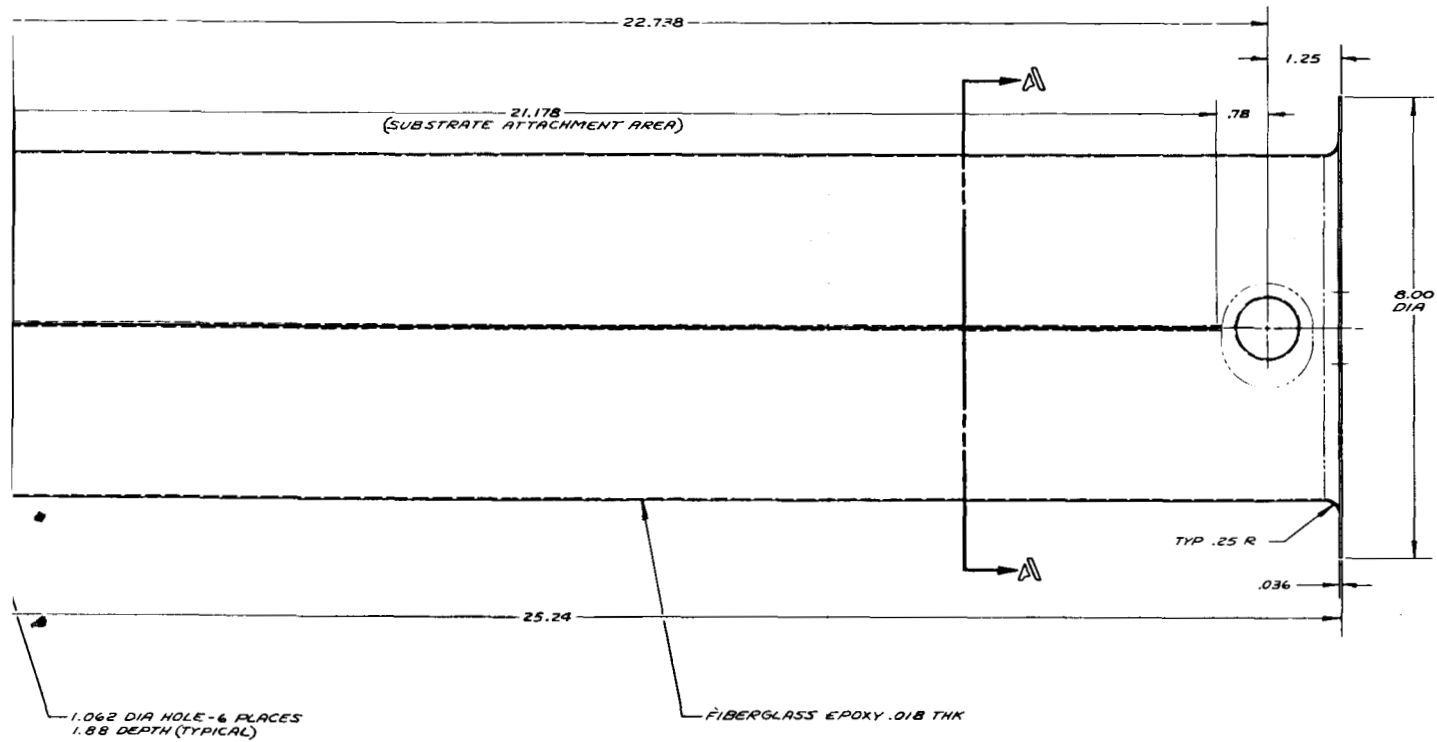 22.738
1.25
A
21.178
(SUBSTRATE ATTACHMENT AREA)
.78
8.00
DIA
TYP .25 R
A
.036
25.24
1.062 DIA HOLE-6 PLACES
1.88 DEPTH (TYPICAL)
FIBERGLASS EPOXY .018 THK